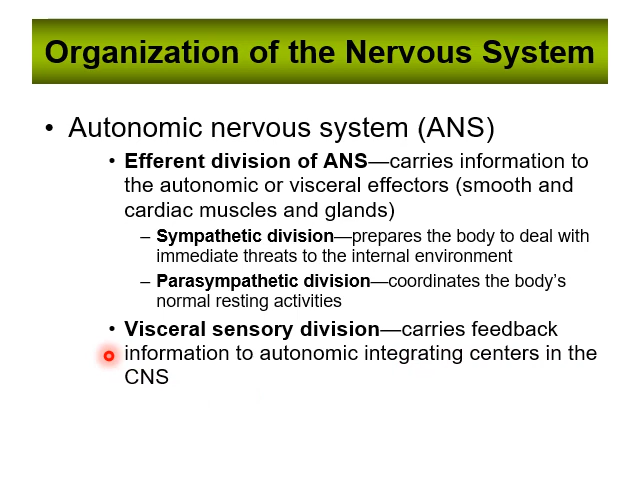 Organization of the Nervous System
• Autonomic nervous system (ANS)
• Efferent division of ANS—carries information to
the autonomic or visceral effectors (smooth and
cardiac muscles and glands)
– Sympathetic division—prepares the body to deal with
immediate threats to the internal environment
– Parasympathetic division—coordinates the body’s
normal resting activities
• Visceral sensory division—carries feedback
information to autonomic integrating centers in the
CNS